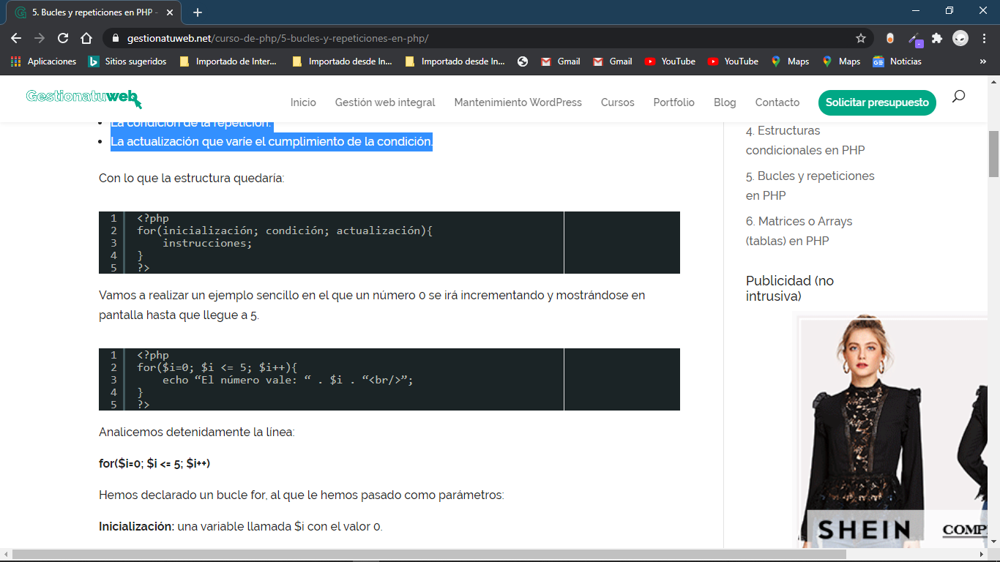 5. Bucles y repeticiones en PHP -
gestionatuweb.net/curso-de-php/5-bucles-y-repeticiones-en-php/
Aplicaciones
Sitios sugeridos
Importado de Inter...
Importado desde In...
Importado desde In...
Gmail
Gmail
YouTube
YouTube
Maps
Maps
GE
Noticias
»
Gestionatuweb
Inicio
Gestión web integral
Mantenimiento WordPress
Cursos
Portfolio
Blog
Contacto
Solicitar presupuesto
• La condición de la repetición.
• La actualización que varíe el cumplimiento de la condición.
Con lo que la estructura quedaría:
1 <?php
2 for(inicialización; condición; actualización){
3 instrucciones;
4 }
5 ?>
Vamos a realizar un ejemplo sencillo en el que un número 0 se irá incrementando y mostrándose en
pantalla hasta que llegue a 5.
1 <?php
2 for($i=0; $i <= 5; $i++){
3 echo “El número vale: “ . $i . “<br/>”;
4 }
5 ?>
Analicemos detenidamente la línea:
for($i=0; $i <= 5; $i++)
Hemos declarado un bucle for, al que le hemos pasado como parámetros:
Inicialización: una variable llamada $i con el valor 0.
4. Estructuras
condicionales en PHP
5. Bucles y repeticiones
en PHP
6. Matrices o Arrays
(tablas) en PHP
Publicidad (no
intrusiva)
SHEIN
COMP